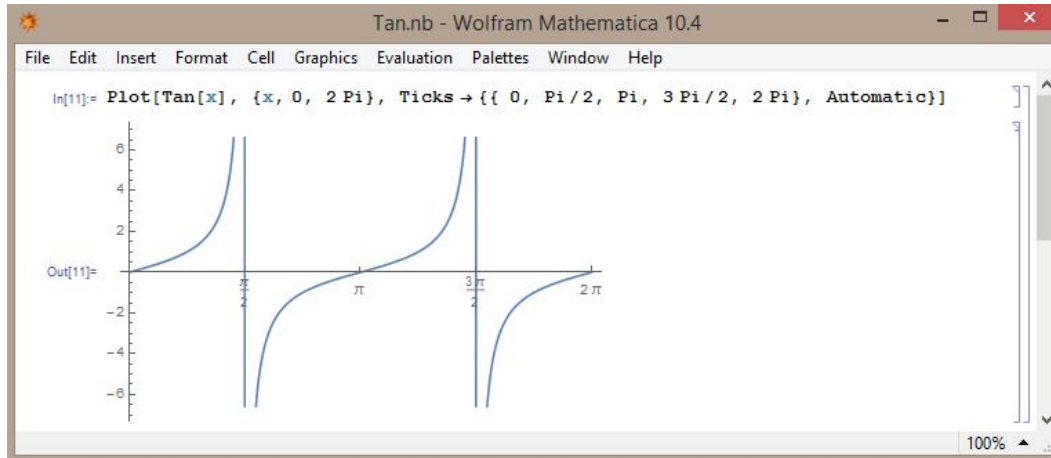 Tan.nb - Wolfram Mathematica 10.4
File Edit Insert Format Cell Graphics Evaluation Palettes Window Help
In[11]:= Plot[Tan[x], {x, 0, 2 Pi}, Ticks → {{ 0, Pi/2, Pi, 3 Pi/2, 2 Pi}, Automatic}]
6
4
2
Out[11]=
π/2
π
3π/2
2 π
-2
-4
-6
100%